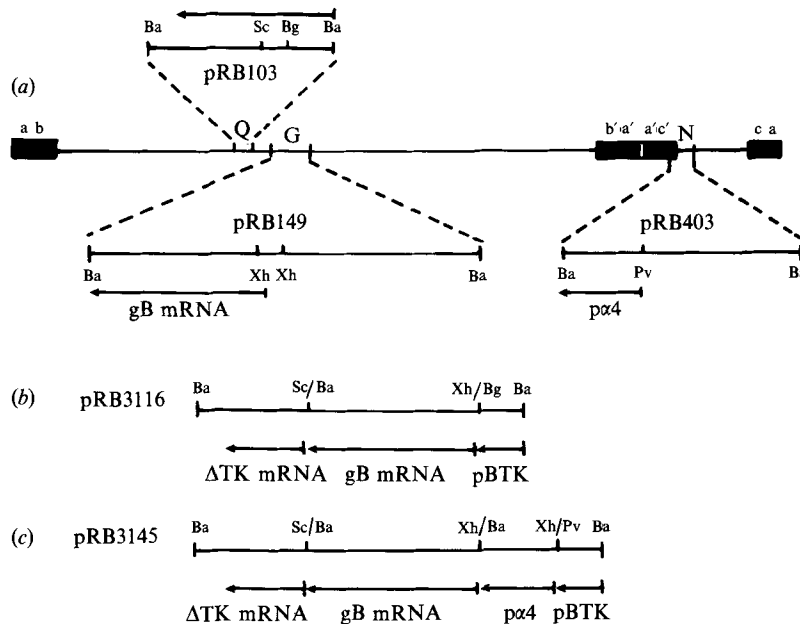 Ba Sc Bg Ba
pRB103
(a)
a b Q G b′ a′ a′ c′ N c a
pRB149 pRB403
Ba Xh Xh Ba Ba Pv Ba
gB mRNA pα4
(b) pRB3116 Ba Sc/Ba Xh/Bg Ba
ΔTK mRNA gB mRNA pBTK
(c) pRB3145 Ba Sc/Ba Xh/Ba Xh/Pv Ba
ΔTK mRNA gB mRNA pα4 pBTK